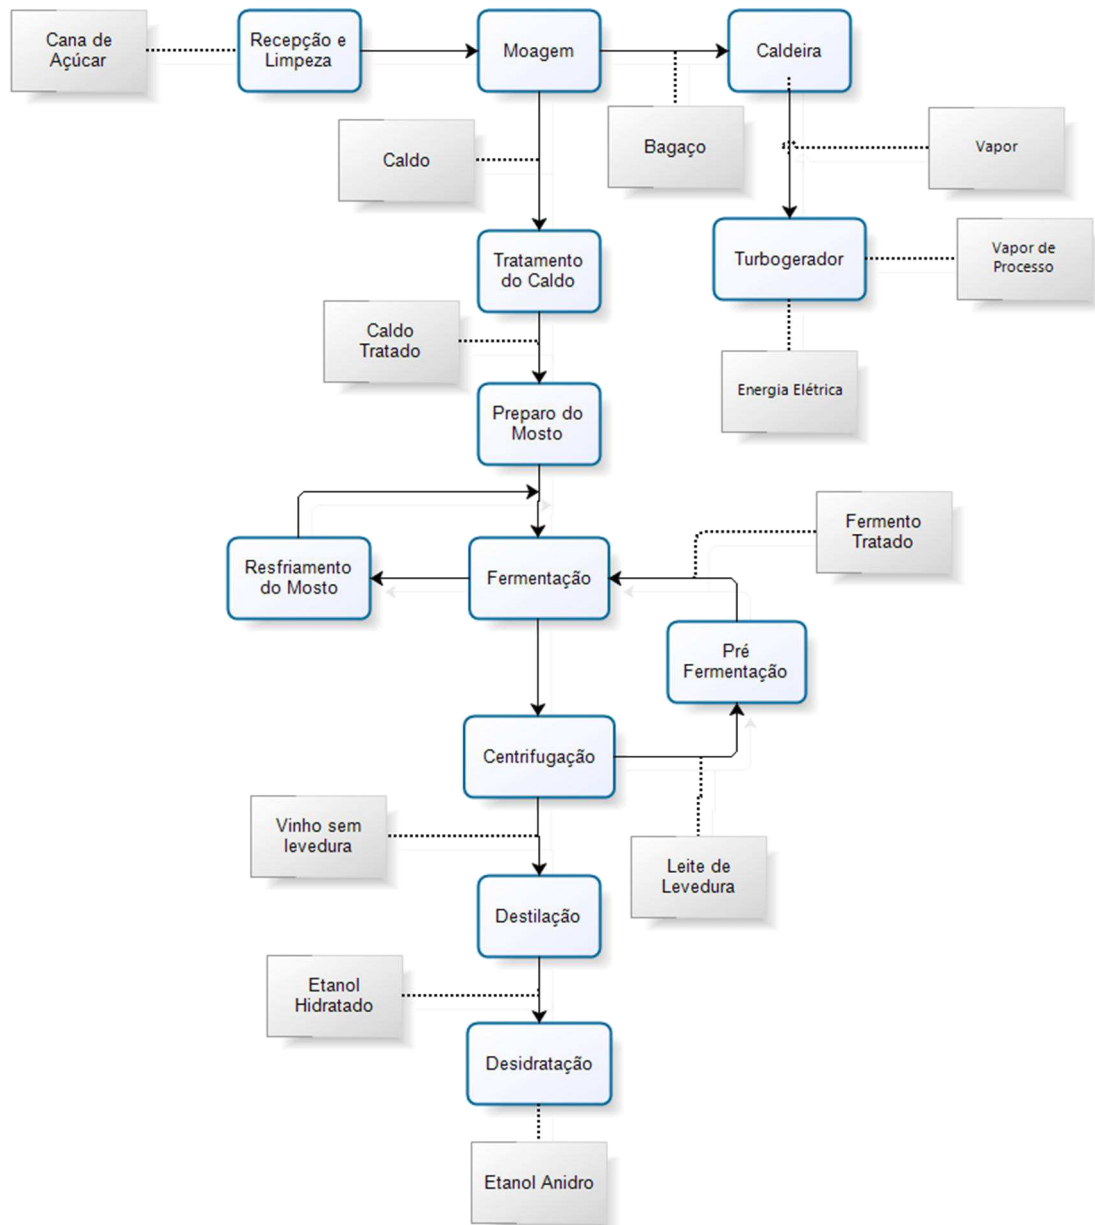 Cana de
Açúcar
Recepção e
Limpeza
Moagem
Caldeira
Caldo
Bagaço
Vapor
Tratamento
do Caldo
Turbogerador
Vapor de
Processo
Caldo
Tratado
Energia Elétrica
Preparo do
Mosto
Fermento
Tratado
Resfriamento
do Mosto
Fermentação
Pré
Fermentação
Centrifugação
Vinho sem
levedura
Leite de
Levedura
Destilação
Etanol
Hidratado
Desidratação
Etanol Anidro